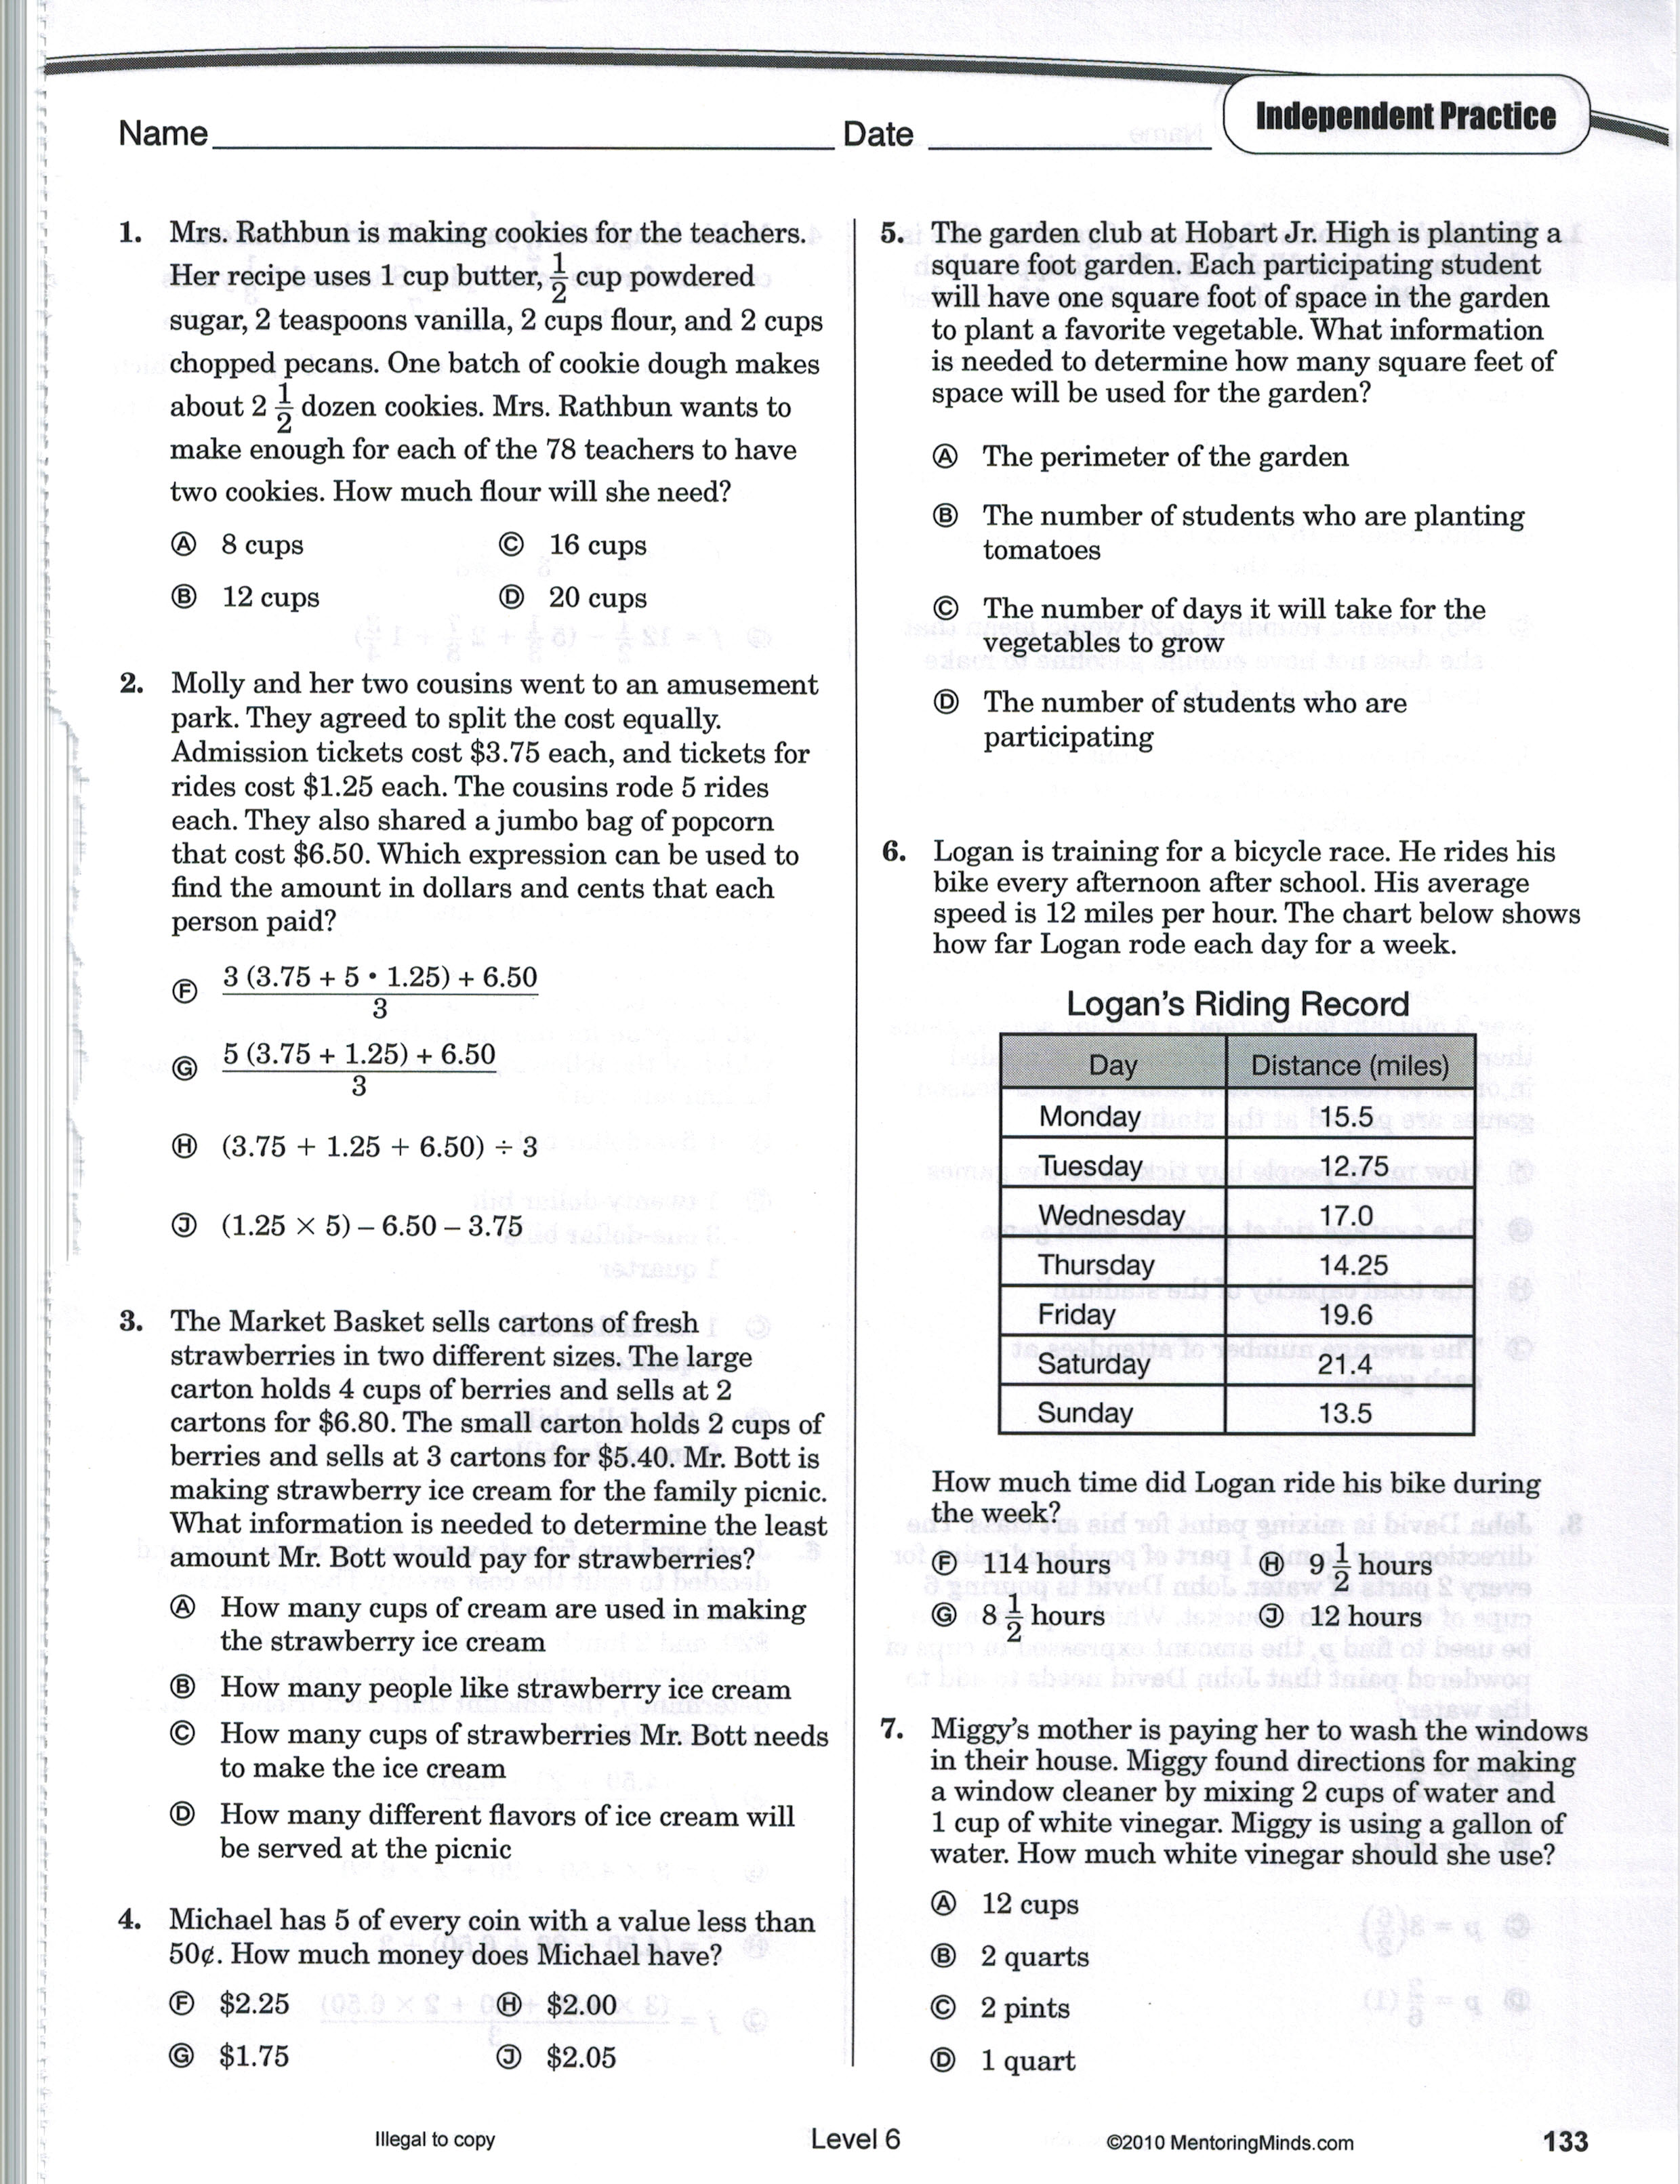 Independent Practice
Name Date
1. Mrs. Rathbun is making cookies for the teachers.
Her recipe uses 1 cup butter, 1/2 cup powdered
sugar, 2 teaspoons vanilla, 2 cups flour, and 2 cups
chopped pecans. One batch of cookie dough makes
about 2 1/2 dozen cookies. Mrs. Rathbun wants to
make enough for each of the 78 teachers to have
two cookies. How much flour will she need?
Ⓐ 8 cups Ⓒ 16 cups
Ⓑ 12 cups Ⓓ 20 cups
2. Molly and her two cousins went to an amusement
park. They agreed to split the cost equally.
Admission tickets cost $3.75 each, and tickets for
rides cost $1.25 each. The cousins rode 5 rides
each. They also shared a jumbo bag of popcorn
that cost $6.50. Which expression can be used to
find the amount in dollars and cents that each
person paid?
Ⓕ 3 (3.75 + 5 • 1.25) + 6.50
3
Ⓖ 5 (3.75 + 1.25) + 6.50
3
Ⓗ (3.75 + 1.25 + 6.50) ÷ 3
Ⓙ (1.25 × 5) – 6.50 – 3.75
3. The Market Basket sells cartons of fresh
strawberries in two different sizes. The large
carton holds 4 cups of berries and sells at 2
cartons for $6.80. The small carton holds 2 cups of
berries and sells at 3 cartons for $5.40. Mr. Bott is
making strawberry ice cream for the family picnic.
What information is needed to determine the least
amount Mr. Bott would pay for strawberries?
Ⓐ How many cups of cream are used in making
the strawberry ice cream
Ⓑ How many people like strawberry ice cream
Ⓒ How many cups of strawberries Mr. Bott needs
to make the ice cream
Ⓓ How many different flavors of ice cream will
be served at the picnic
4. Michael has 5 of every coin with a value less than
50¢. How much money does Michael have?
Ⓕ $2.25 Ⓗ $2.00
Ⓖ $1.75 Ⓙ $2.05
5. The garden club at Hobart Jr. High is planting a
square foot garden. Each participating student
will have one square foot of space in the garden
to plant a favorite vegetable. What information
is needed to determine how many square feet of
space will be used for the garden?
Ⓐ The perimeter of the garden
Ⓑ The number of students who are planting
tomatoes
Ⓒ The number of days it will take for the
vegetables to grow
Ⓓ The number of students who are
participating
6. Logan is training for a bicycle race. He rides his
bike every afternoon after school. His average
speed is 12 miles per hour. The chart below shows
how far Logan rode each day for a week.
Logan's Riding Record
Day Distance (miles)
Monday 15.5
Tuesday 12.75
Wednesday 17.0
Thursday 14.25
Friday 19.6
Saturday 21.4
Sunday 13.5
How much time did Logan ride his bike during
the week?
Ⓕ 114 hours Ⓗ 9 1/2 hours
Ⓖ 8 1/2 hours Ⓙ 12 hours
7. Miggy's mother is paying her to wash the windows
in their house. Miggy found directions for making
a window cleaner by mixing 2 cups of water and
1 cup of white vinegar. Miggy is using a gallon of
water. How much white vinegar should she use?
Ⓐ 12 cups
Ⓑ 2 quarts
Ⓒ 2 pints
Ⓓ 1 quart
Illegal to copy Level 6 ©2010 MentoringMinds.com 133